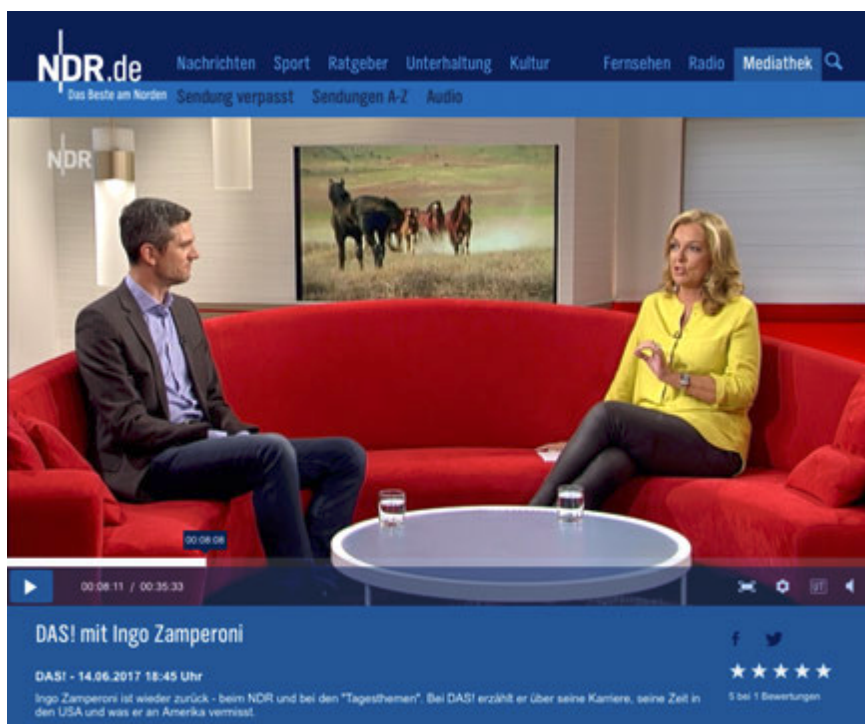 NDR.de
Das Beste am Norden
Nachrichten Sport Ratgeber Unterhaltung Kultur Fernsehen Radio Mediathek
Sendung verpasst Sendungen A-Z Audio
NDR
00:08:08
00:08:11 / 00:35:33
UT
DAS! mit Ingo Zamperoni
DAS! - 14.06.2017 18:45 Uhr
Ingo Zamperoni ist wieder zurück - beim NDR und bei den "Tagesthemen". Bei DAS! erzählt er über seine Karriere, seine Zeit in
den USA und was er an Amerika vermisst.
5 bei 1 Bewertungen